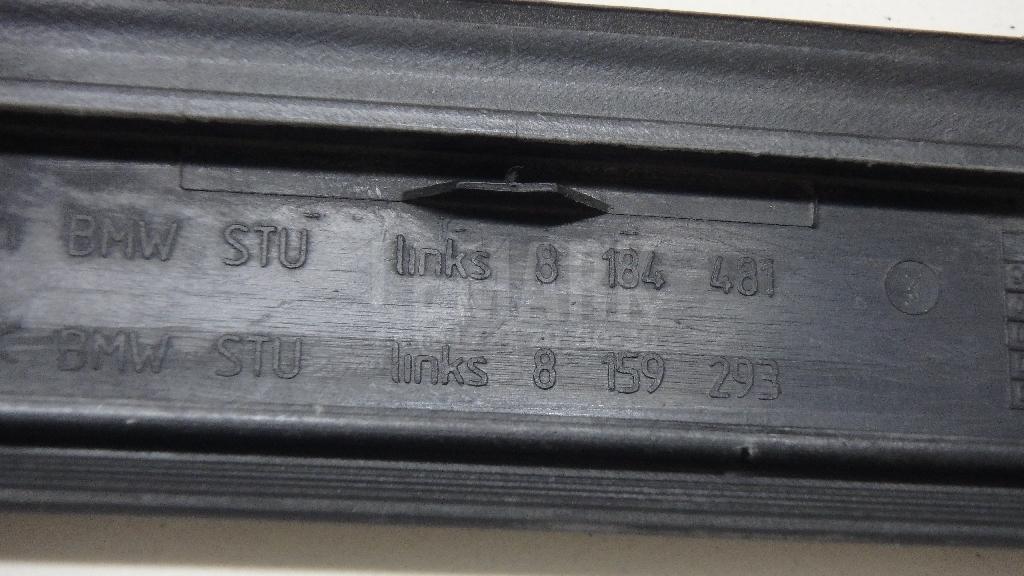 BMW STU links 8 184 481
BMW STU links 8 159 293